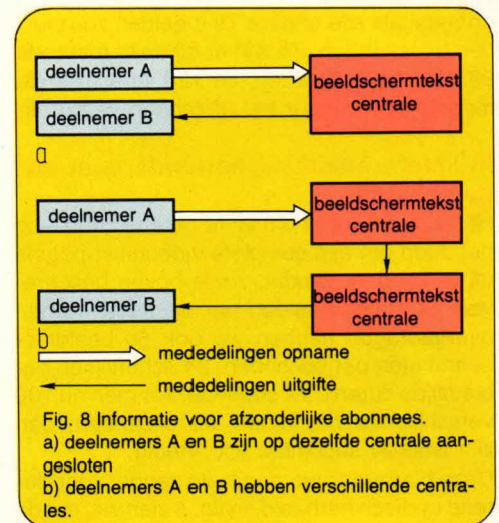 deelnemer A
beeldschermtekst
centrale
deelnemer B
a
deelnemer A
beeldschermtekst
centrale
deelnemer B
beeldschermtekst
centrale
b
mededelingen opname
mededelingen uitgifte
Fig. 8 Informatie voor afzonderlijke abonnees.
a) deelnemers A en B zijn op dezelfde centrale aan-
gesloten
b) deelnemers A en B hebben verschillende centra-
les.